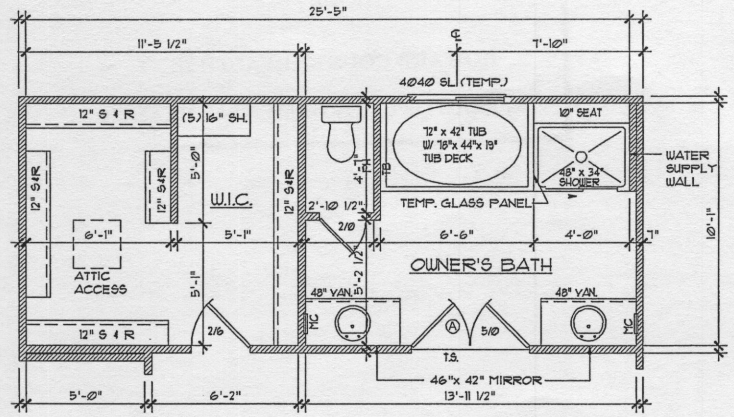 25'-5"
11'-5 1/2"
℄
7'-10"
4040 SL (TEMP.)
12" S & R
(5) 16" SH.
72" x 42" TUB
W/ 78"x 44"x 19"
TUB DECK
10" SEAT
48" x 34"
SHOWER
WATER
SUPPLY
WALL
12" S&R
12" S&R
5'-0"
12" S&R
W.I.C.
4'-7"
TPH
TB
TEMP. GLASS PANEL
2'-10 1/2"
2/0
6'-1"
5'-1"
6'-6"
4'-0"
7"
10'-1"
ATTIC
ACCESS
5'-1"
5'-2 1/2"
OWNER'S BATH
48" VAN.
48" VAN.
12" S & R
2/6
MC
A
5/0
MC
T.S.
46"x 42" MIRROR
5'-0"
6'-2"
13'-11 1/2"